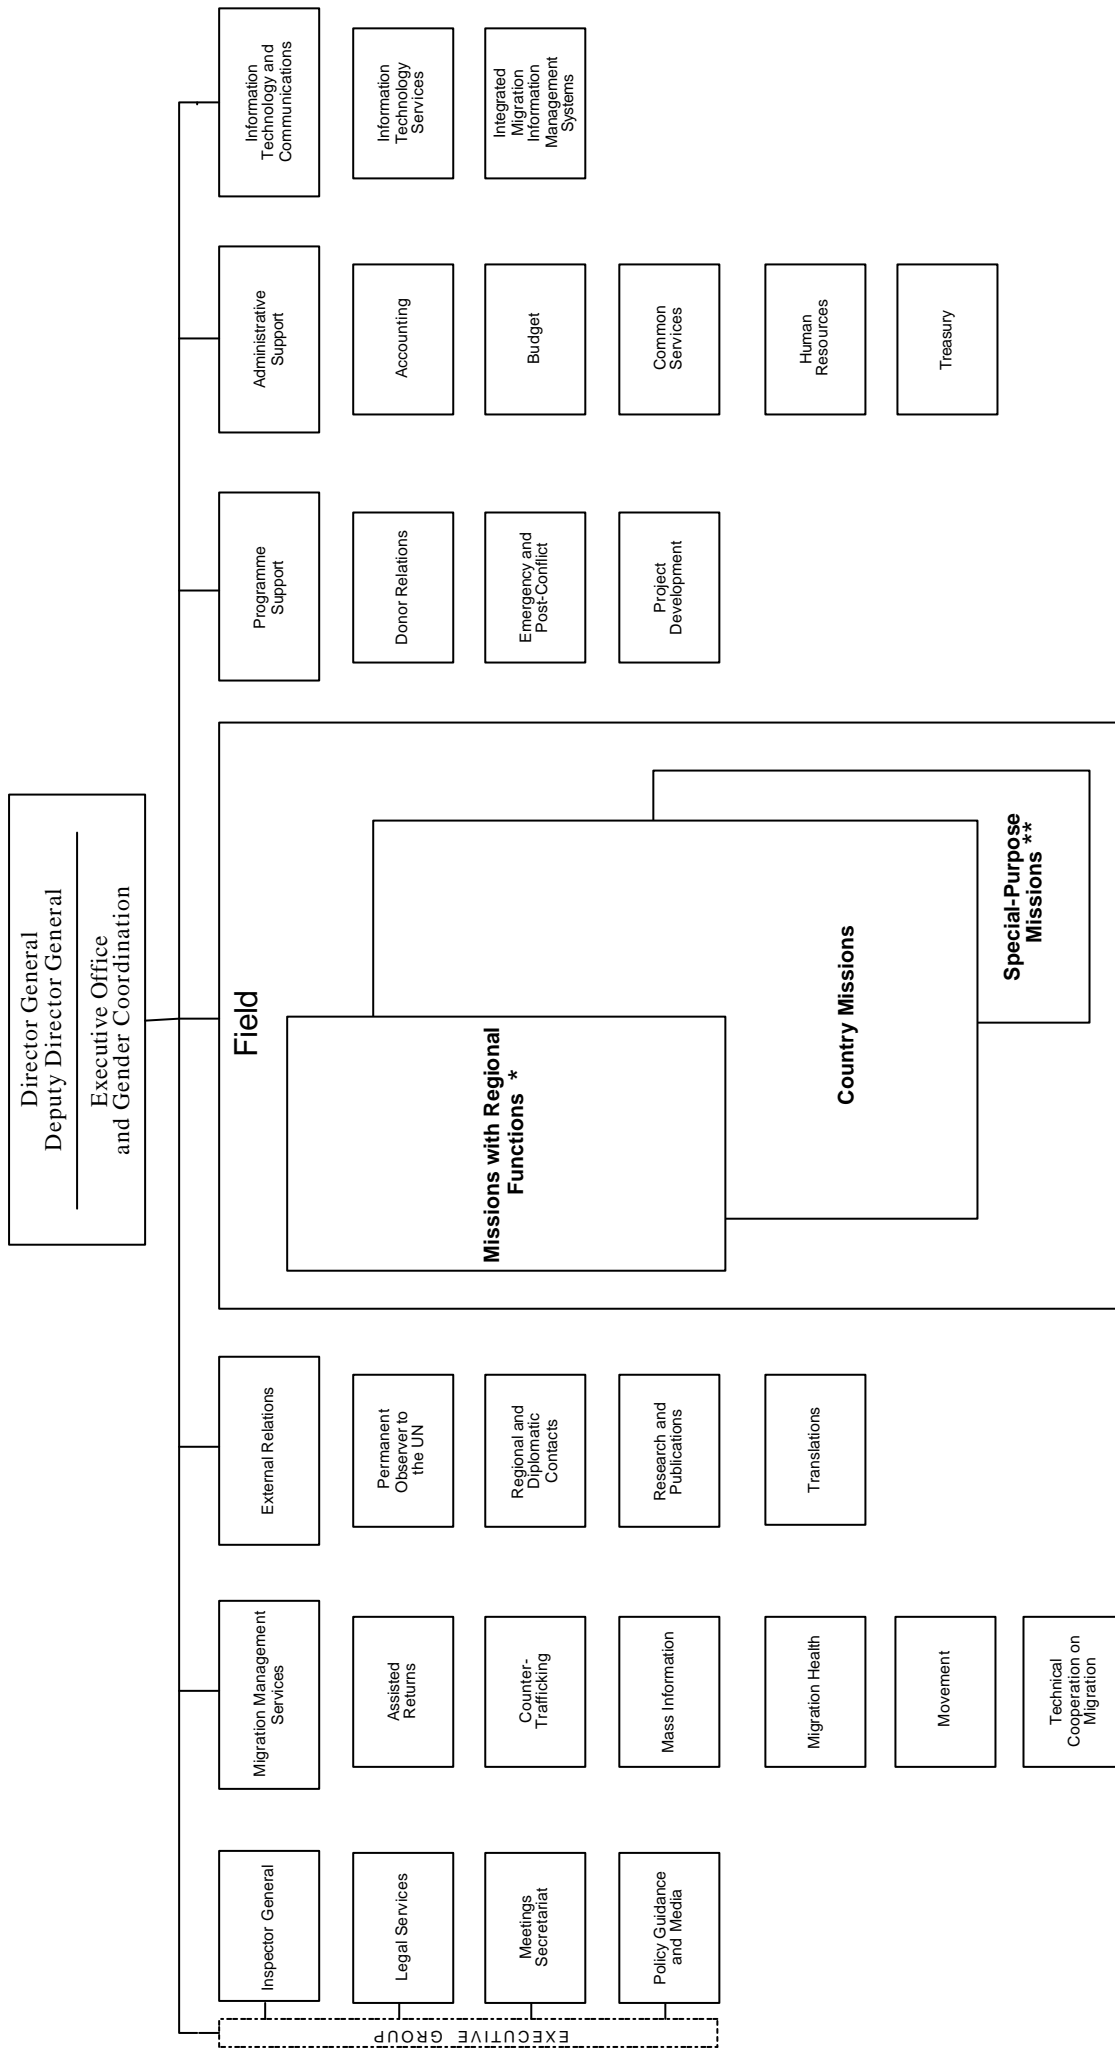 Director General
Deputy Director General
Executive Office
and Gender Coordination
EXECUTIVE GROUP
Inspector General
Legal Services
Meetings
Secretariat
Policy Guidance
and Media
Migration Management
Services
Assisted
Returns
Counter-
Trafficking
Mass Information
Migration Health
Movement
Technical
Cooperation on
Migration
External Relations
Permanent
Observer to
the UN
Regional and
Diplomatic
Contacts
Research and
Publications
Translations
Field
Missions with Regional
Functions *
Country Missions
Special-Purpose
Missions **
Programme
Support
Donor Relations
Emergency and
Post-Conflict
Project
Development
Administrative
Support
Accounting
Budget
Common
Services
Human
Resources
Treasury
Information
Technology and
Communications
Information
Technology
Services
Integrated
Migration
Information
Management
Systems